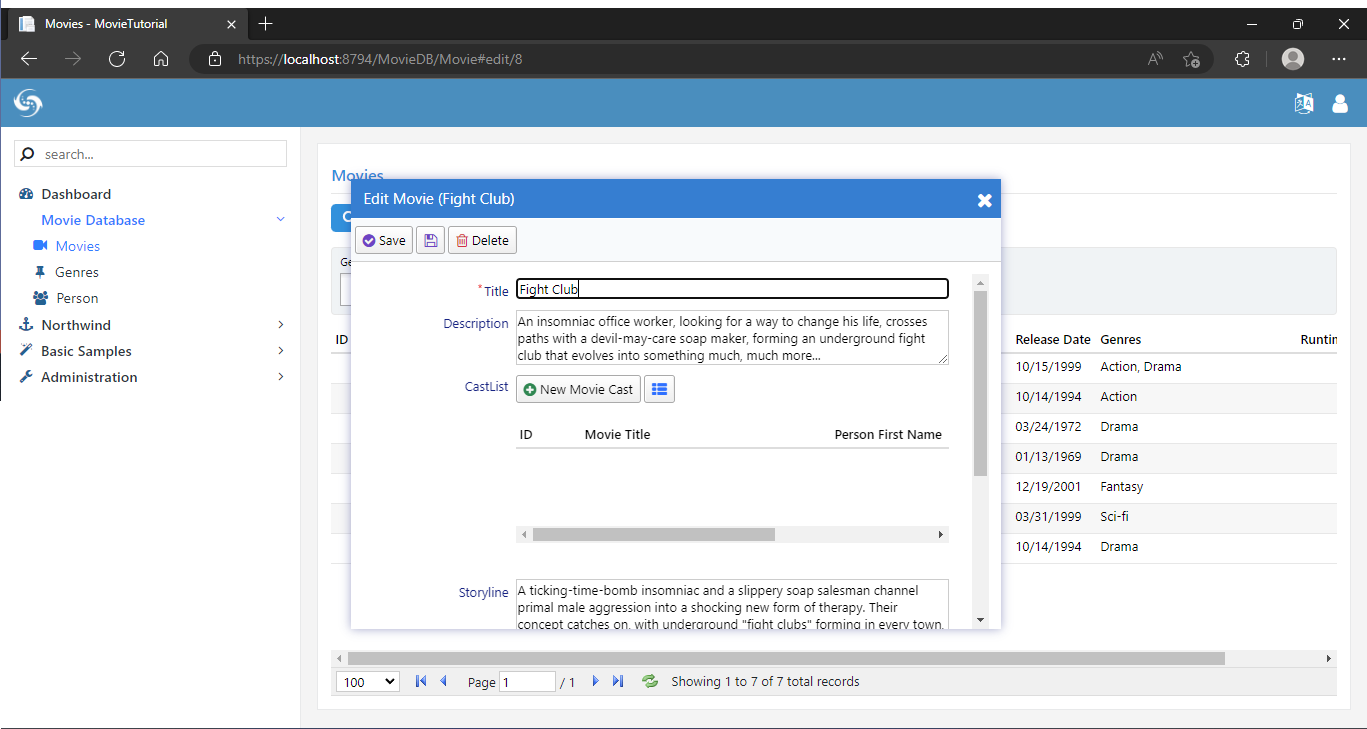 Movies - MovieTutorial
https://localhost:8794/MovieDB/Movie#edit/8
search...
Dashboard
Movie Database
Movies
Genres
Person
Northwind
Basic Samples
Administration
Movies
Edit Movie (Fight Club)
Save
Delete
Ge
*Title
Fight Club
Description
An insomniac office worker, looking for a way to change his life, crosses
paths with a devil-may-care soap maker, forming an underground fight
club that evolves into something much, much more...
CastList
New Movie Cast
ID
Movie Title
Person First Name
Storyline
A ticking-time-bomb insomniac and a slippery soap salesman channel
primal male aggression into a shocking new form of therapy. Their
concept catches on, with underground "fight clubs" forming in every town,
ID
Release Date
Genres
Runtin
10/15/1999 Action, Drama
10/14/1994 Action
03/24/1972 Drama
01/13/1969 Drama
12/19/2001 Fantasy
03/31/1999 Sci-fi
10/14/1994 Drama
100
Page 1 / 1
Showing 1 to 7 of 7 total records